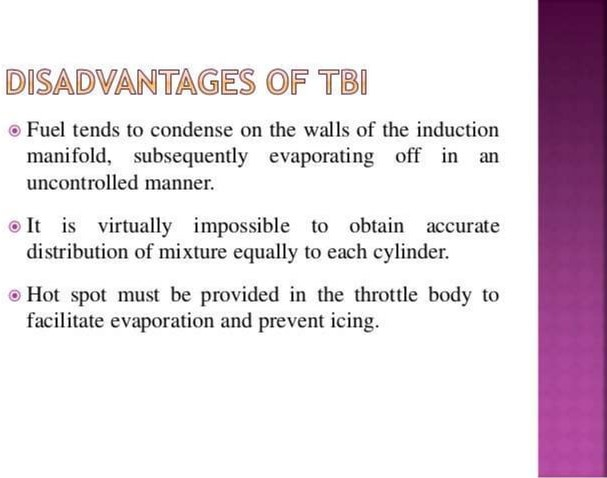 DISADVANTAGES OF TBI
Fuel tends to condense on the walls of the induction
manifold, subsequently evaporating off in an
uncontrolled manner.
It is virtually impossible to obtain accurate
distribution of mixture equally to each cylinder.
Hot spot must be provided in the throttle body to
facilitate evaporation and prevent icing.